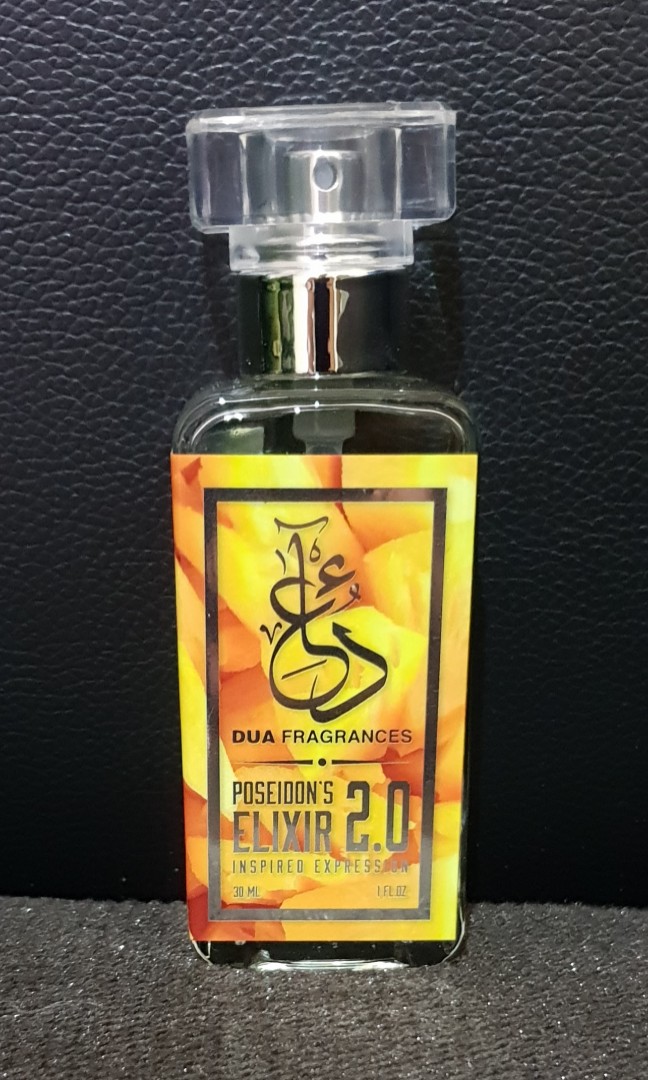 دعاء
DUA FRAGRANCES
POSEIDON'S
ELIXIR 2.0
INSPIRED EXPRESSION
30 ML 1 FL.OZ.